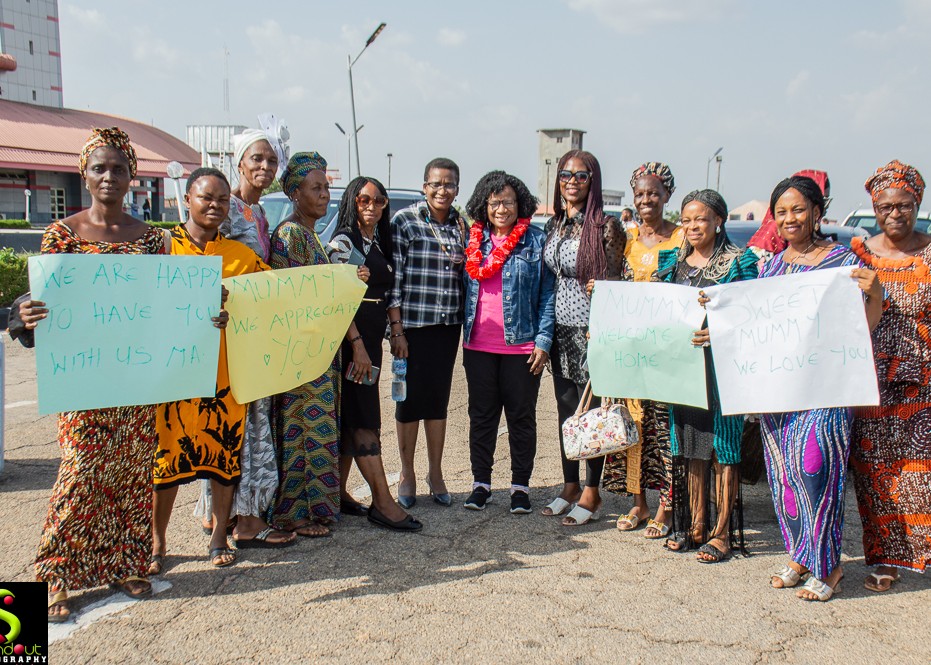 WE ARE HAPPY
TO HAVE YOU
WITH US MA.
MUMMY
WE APPRECIATE
YOU
MUMMY
WELCOME
HOME
SWEET
MUMMY
WE LOVE YOU